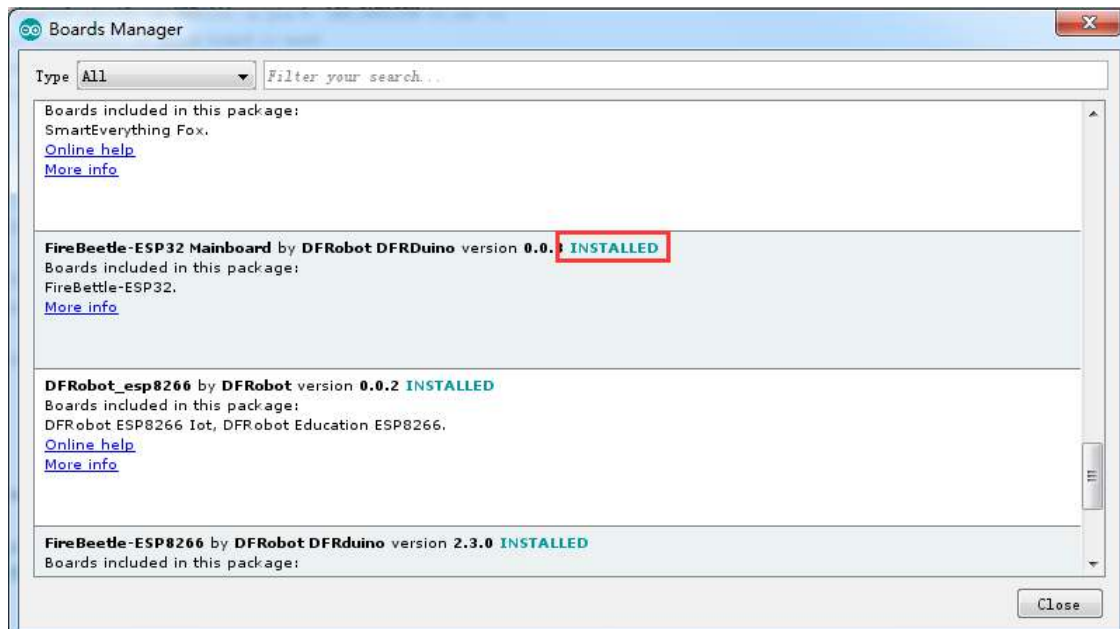 Boards Manager
Type All Filter your search...
Boards included in this package:
SmartEverything Fox.
Online help
More info
FireBeetle-ESP32 Mainboard by DFRobot DFRDuino version 0.0.3 INSTALLED
Boards included in this package:
FireBettle-ESP32.
More info
DFRobot_esp8266 by DFRobot version 0.0.2 INSTALLED
Boards included in this package:
DFRobot ESP8266 Iot, DFRobot Education ESP8266.
Online help
More info
FireBeetle-ESP8266 by DFRobot DFRduino version 2.3.0 INSTALLED
Boards included in this package:
Close